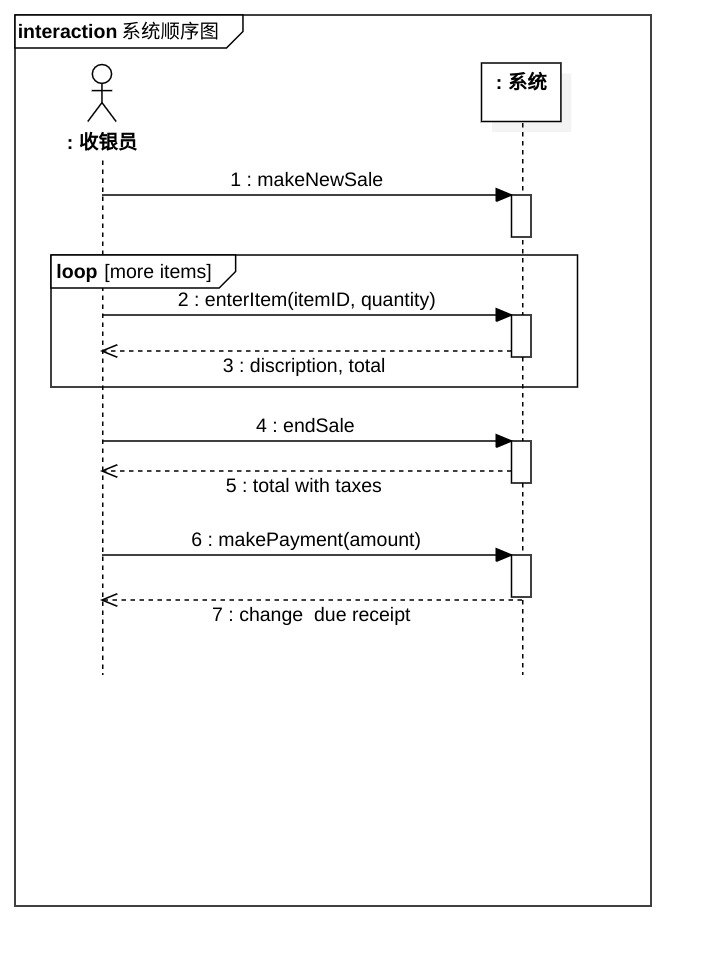 interaction 系统顺序图
: 系统
: 收银员
1 : makeNewSale
loop [more items]
2 : enterItem(itemID, quantity)
3 : discription, total
4 : endSale
5 : total with taxes
6 : makePayment(amount)
7 : change  due receipt